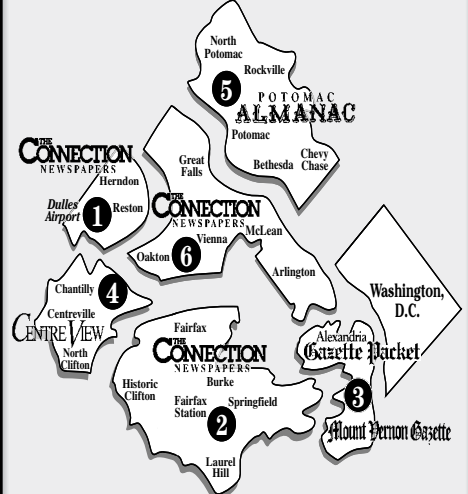 North
Potomac
Rockville
5
POTOMAC
ALMANAC
Potomac
Bethesda
Chevy
Chase
THE
CONNECTION
NEWSPAPERS
Herndon
Dulles
Airport
1
Reston
Great
Falls
THE
CONNECTION
NEWSPAPERS
McLean
Vienna
Oakton
6
Arlington
Chantilly
4
Centreville
CENTRE VIEW
North
Clifton
Washington,
D.C.
Fairfax
THE
CONNECTION
NEWSPAPERS
Burke
Historic
Clifton
Fairfax
Station
Springfield
2
Laurel
Hill
Alexandria
Gazette Packet
3
Mount Vernon Gazette